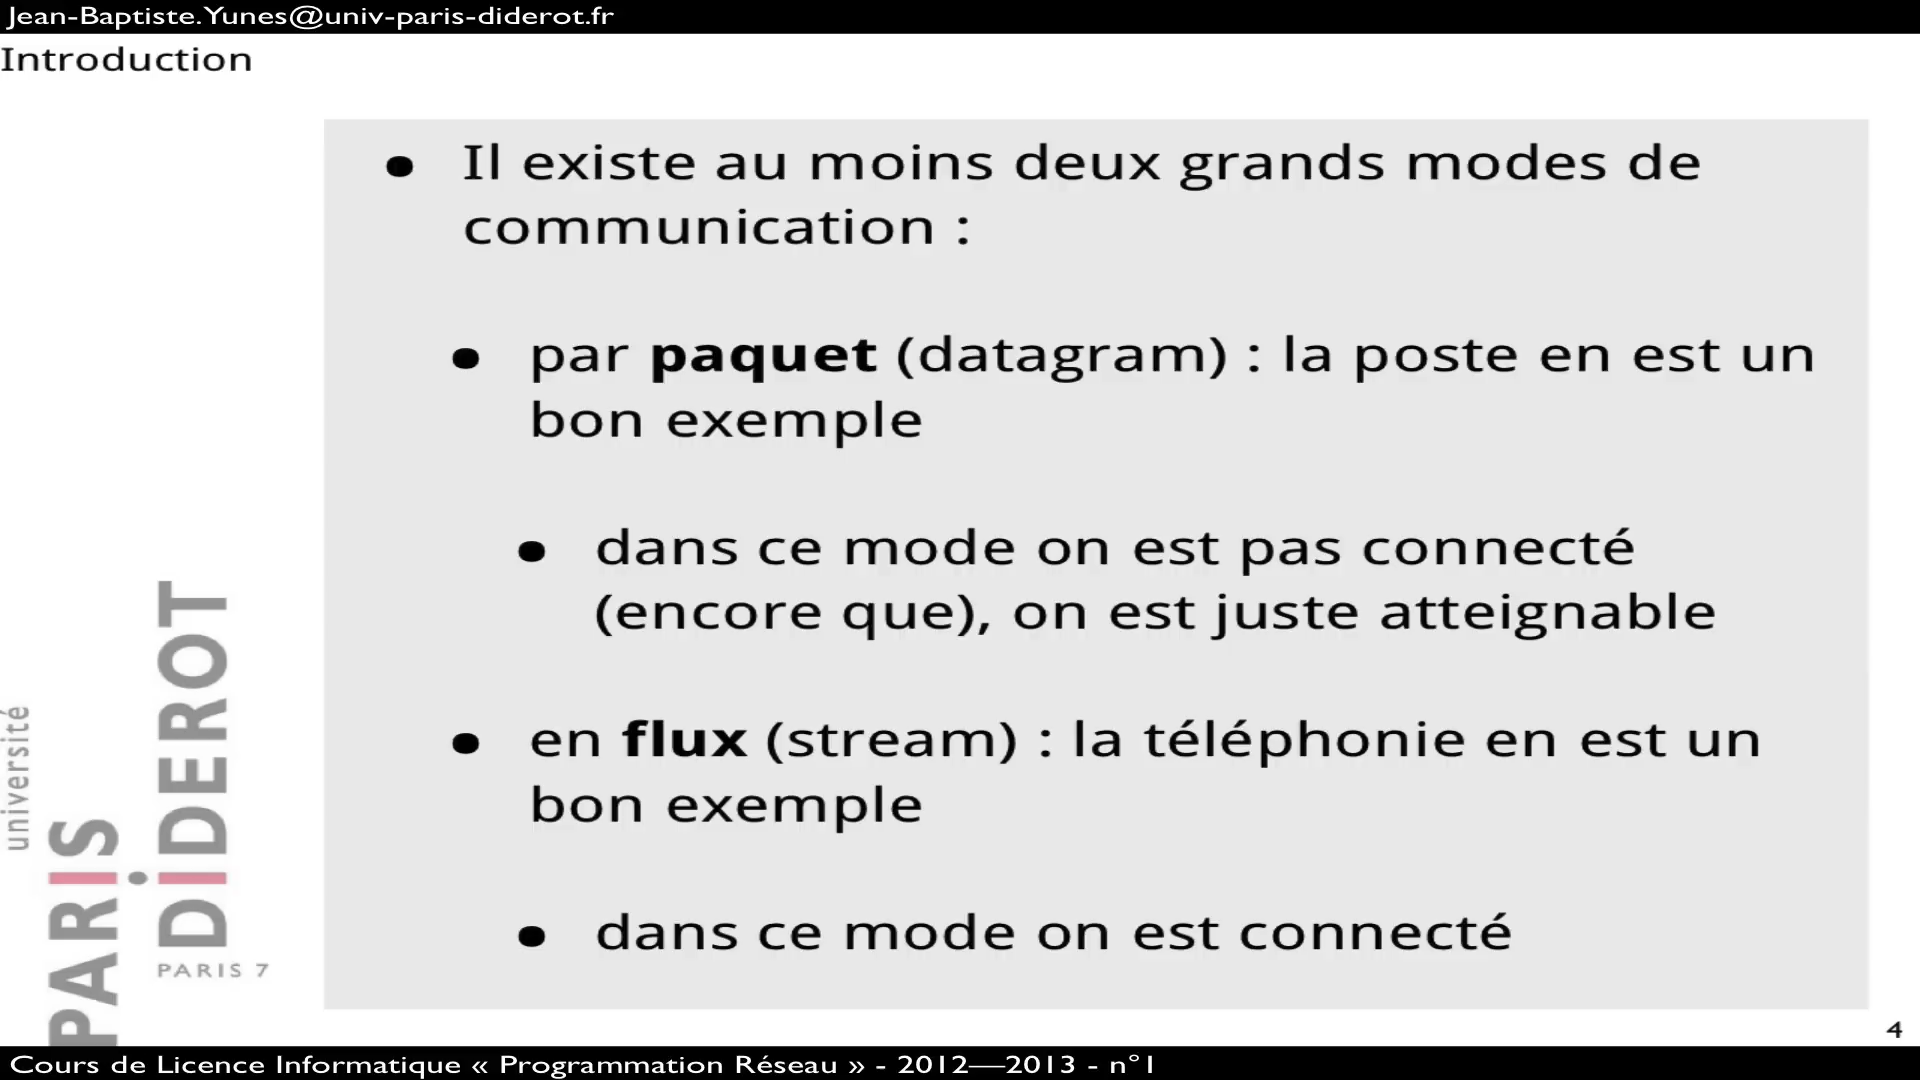 Jean-Baptiste.Yunes@univ-paris-diderot.fr
Introduction
• Il existe au moins deux grands modes de
communication :
• par paquet (datagram) : la poste en est un
bon exemple
• dans ce mode on est pas connecté
(encore que), on est juste atteignable
• en flux (stream) : la téléphonie en est un
bon exemple
• dans ce mode on est connecté
université
PARIS
DiDEROT
PARIS 7
4
Cours de Licence Informatique « Programmation Réseau » - 2012—2013 - n°1